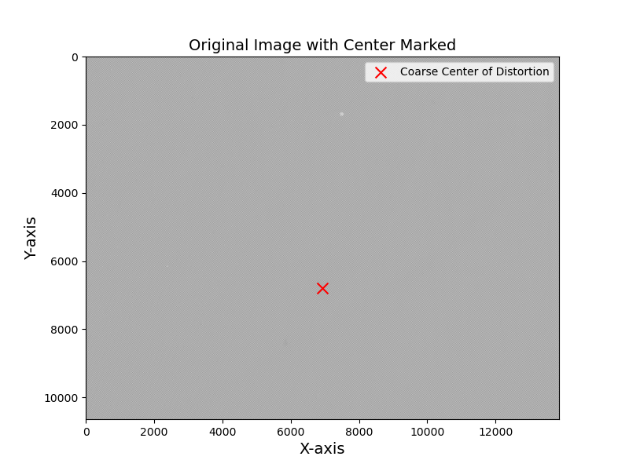 Original Image with Center Marked
Coarse Center of Distortion
0
2000
4000
6000
8000
10000
Y-axis
0 2000 4000 6000 8000 10000 12000
X-axis